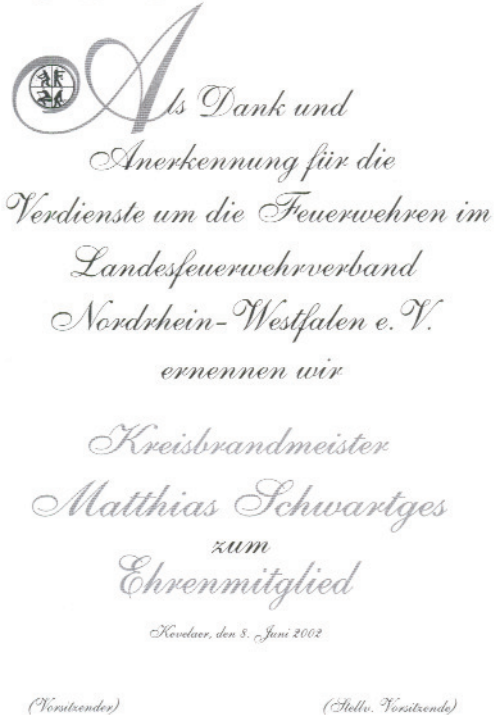 Als Dank und
Anerkennung für die
Verdienste um die Feuerwehren im
Landesfeuerwehrverband
Nordrhein-Westfalen e. V.
ernennen wir
Kreisbrandmeister
Matthias Schwartges
zum
Ehrenmitglied
Kevelaer, den 8. Juni 2002
(Vorsitzender) (Stellv. Vorsitzende)